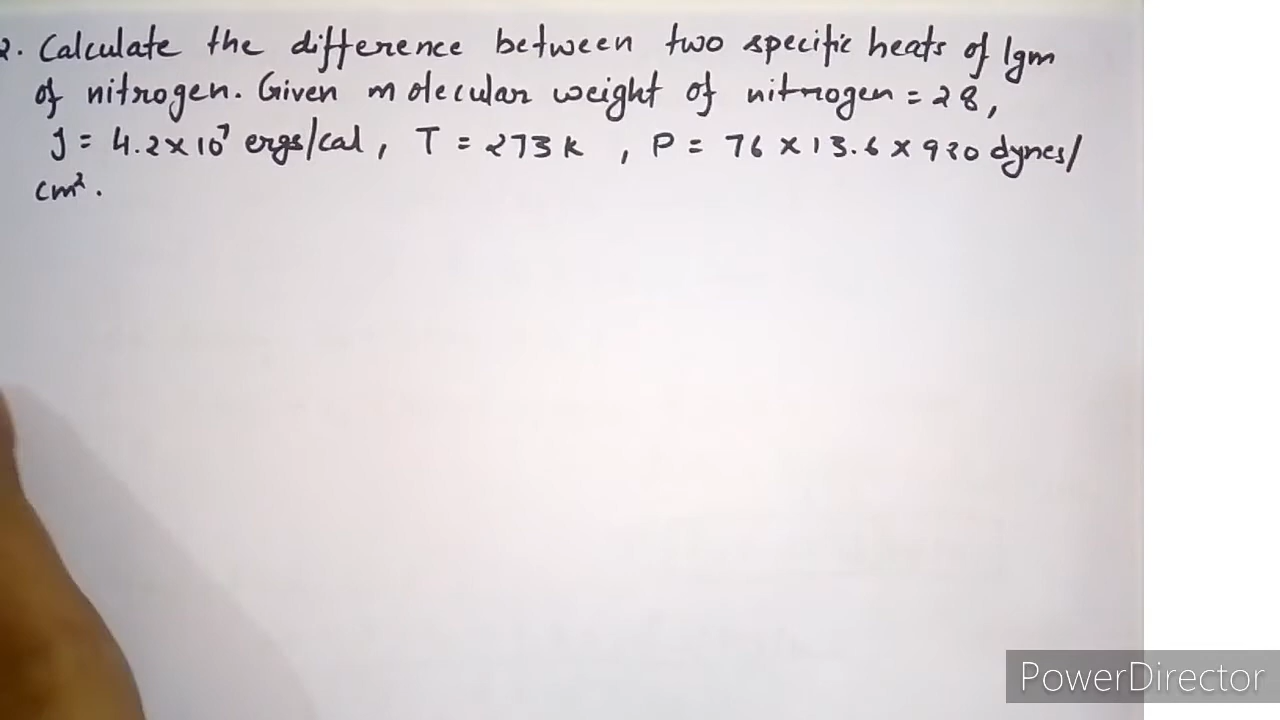 2. Calculate the difference between two specific heats of 1gm
of nitrogen. Given molecular weight of nitrogen = 28,
J = 4.2×10⁷ ergs/cal, T = 273 K, P = 76 × 13.6 × 980 dynes/
cm².
PowerDirector